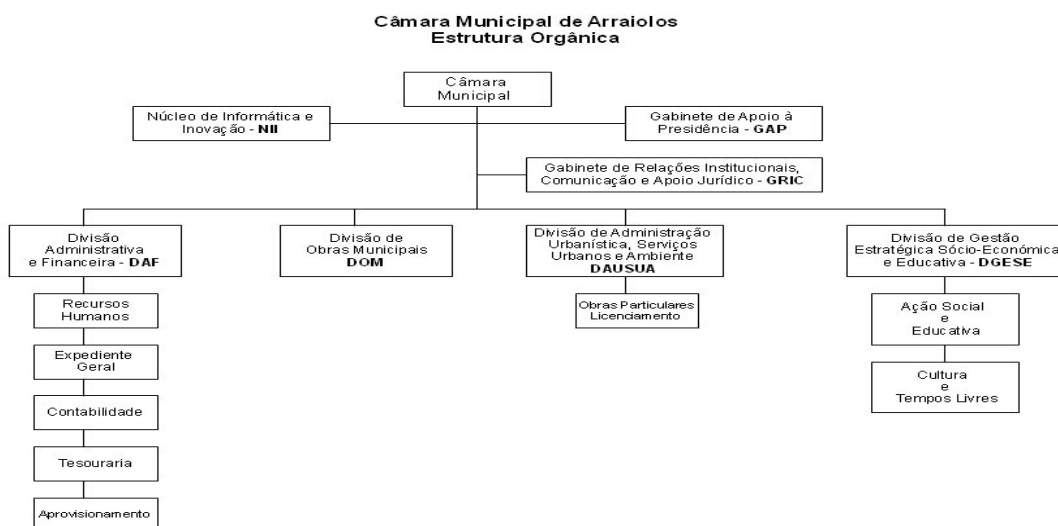 Câmara Municipal de Arraiolos
Estrutura Orgânica
Câmara
Municipal
Núcleo de Informática e
Inovação - NII
Gabinete de Apoio à
Presidência - GAP
Gabinete de Relações Institucionais,
Comunicação e Apoio Jurídico - GRIC
Divisão
Administrativa
e Financeira - DAF
Divisão de
Obras Municipais
DOM
Divisão de Administração
Urbanística, Serviços
Urbanos e Ambiente
DAUSUA
Divisão de Gestão
Estratégica Sócio-Económica
e Educativa - DGESE
Recursos
Humanos
Expediente
Geral
Contabilidade
Tesouraria
Aprovisionamento
Obras Particulares
Licenciamento
Ação Social
e
Educativa
Cultura
e
Tempos Livres